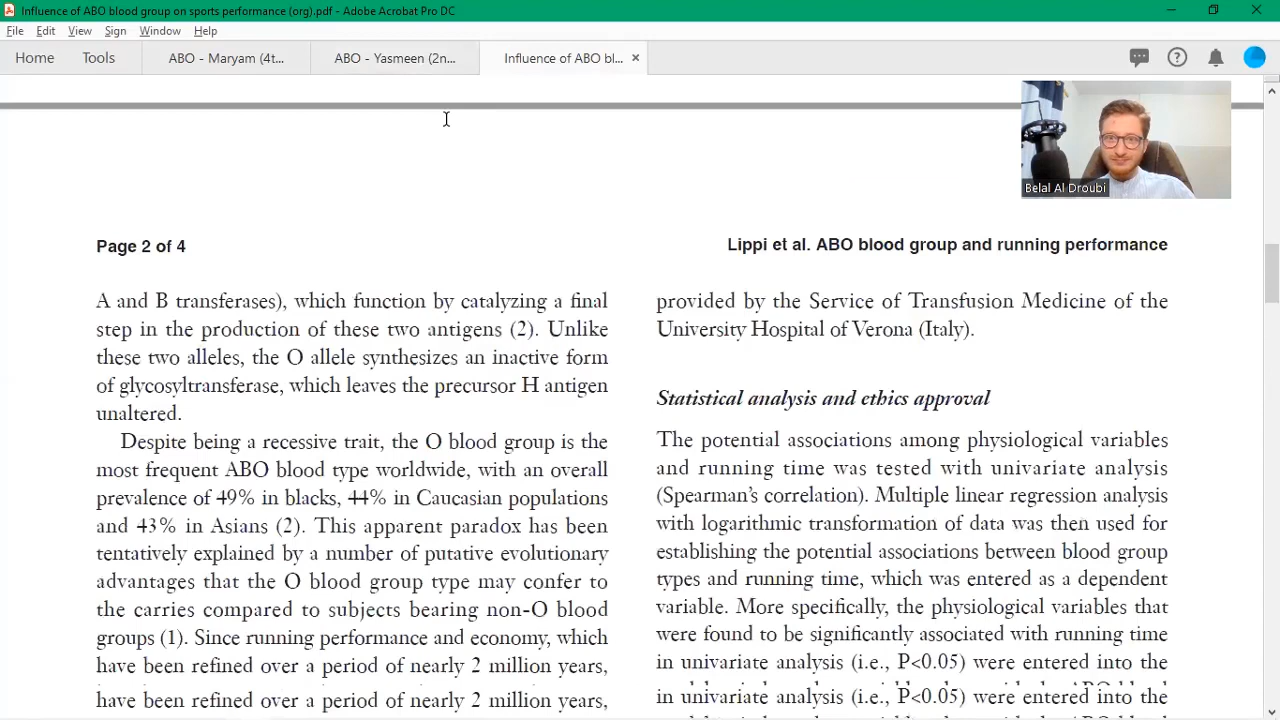 Influence of ABO blood group on sports performance (org).pdf - Adobe Acrobat Pro DC
File Edit View Sign Window Help
Home Tools ABO - Maryam (4t... ABO - Yasmeen (2n... Influence of ABO bl... ×
Belal Al Droubi
Page 2 of 4
Lippi et al. ABO blood group and running performance
A and B transferases), which function by catalyzing a final
step in the production of these two antigens (2). Unlike
these two alleles, the O allele synthesizes an inactive form
of glycosyltransferase, which leaves the precursor H antigen
unaltered.
Despite being a recessive trait, the O blood group is the
most frequent ABO blood type worldwide, with an overall
prevalence of 49% in blacks, 44% in Caucasian populations
and 43% in Asians (2). This apparent paradox has been
tentatively explained by a number of putative evolutionary
advantages that the O blood group type may confer to
the carries compared to subjects bearing non-O blood
groups (1). Since running performance and economy, which
have been refined over a period of nearly 2 million years,
have been refined over a period of nearly 2 million years,
provided by the Service of Transfusion Medicine of the
University Hospital of Verona (Italy).
Statistical analysis and ethics approval
The potential associations among physiological variables
and running time was tested with univariate analysis
(Spearman's correlation). Multiple linear regression analysis
with logarithmic transformation of data was then used for
establishing the potential associations between blood group
types and running time, which was entered as a dependent
variable. More specifically, the physiological variables that
were found to be significantly associated with running time
in univariate analysis (i.e., P<0.05) were entered into the
in univariate analysis (i.e., P<0.05) were entered into the